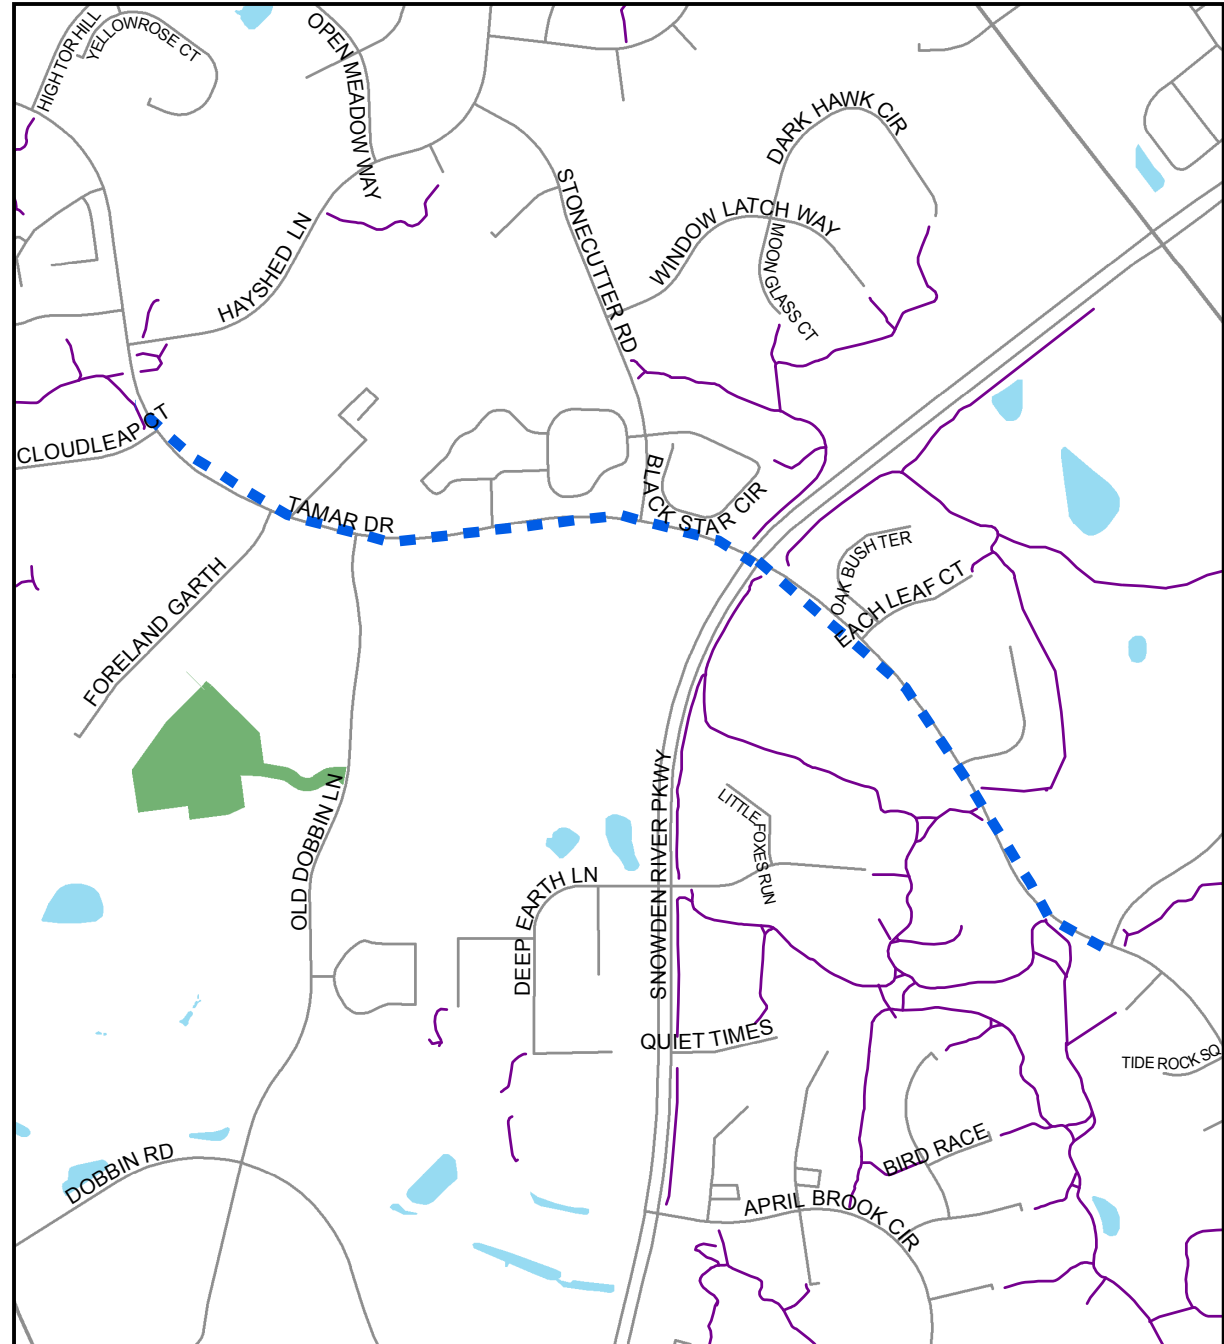 HIGH TOR HILL
YELLOWROSE CT
OPEN MEADOW WAY
DARK HAWK CIR
STONECUTTER RD
WINDOW LATCH WAY
MOON GLASS CT
HAYSHED LN
CLOUDLEAP CT
TAMAR DR
BLACK STAR CIR
OAK BUSH TER
EACH LEAF CT
FORELAND GARTH
OLD DOBBIN LN
SNOWDEN RIVER PKWY
LITTLE FOXES RUN
DEEP EARTH LN
QUIET TIMES
TIDE ROCK SQ
DOBBIN RD
BIRD RACE
APRIL BROOK CIR